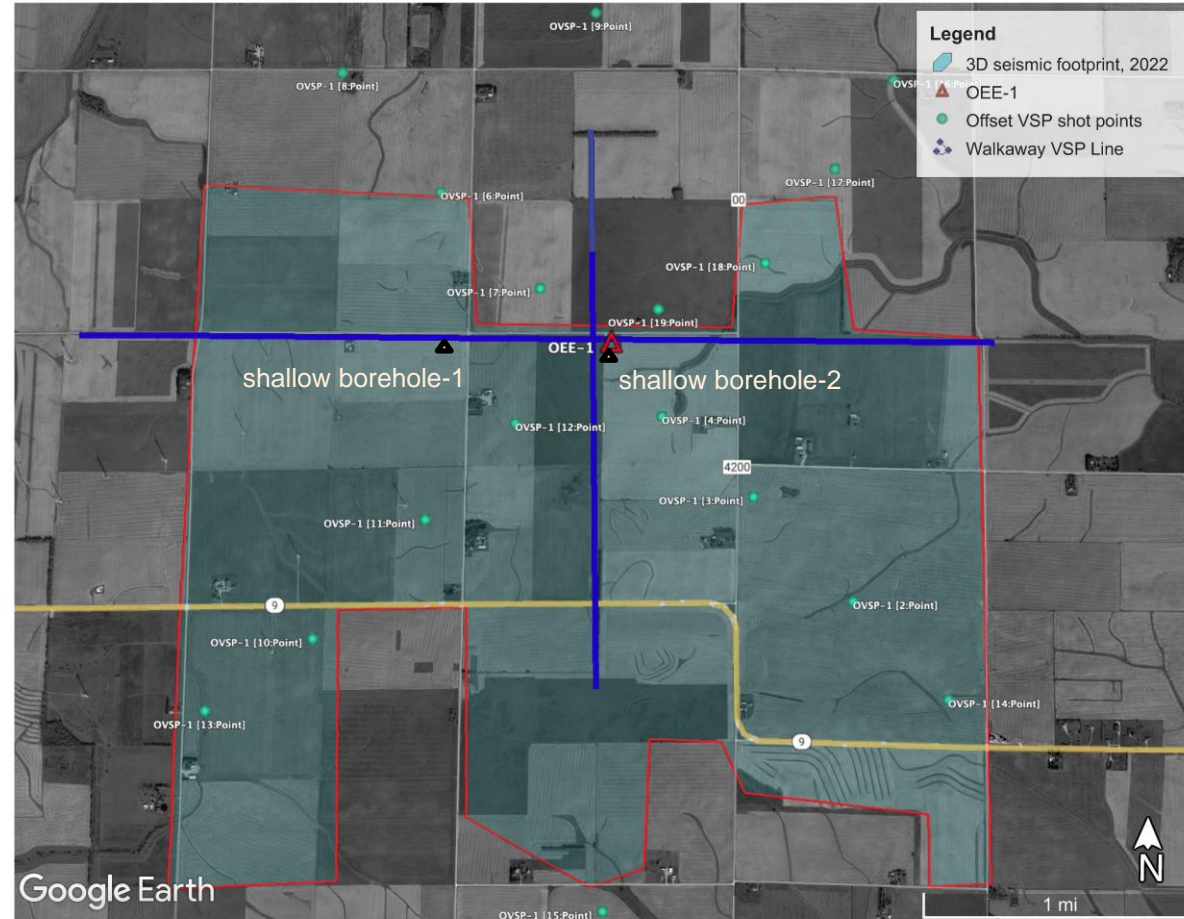 OVSP-1 [9:Point]
Legend
3D seismic footprint, 2022
OEE-1
Offset VSP shot points
Walkaway VSP Line
OVSP-1 [8:Point]
OVSP-1 [16:Point]
OVSP-1 [17:Point]
OVSP-1 [6:Point]
00
OVSP-1 [18:Point]
OVSP-1 [7:Point]
OVSP-1 [19:Point]
OEE-1
shallow borehole-1
shallow borehole-2
OVSP-1 [12:Point]
OVSP-1 [4:Point]
4200
OVSP-1 [3:Point]
OVSP-1 [11:Point]
9
OVSP-1 [2:Point]
OVSP-1 [10:Point]
OVSP-1 [14:Point]
OVSP-1 [13:Point]
9
N
Google Earth
1 mi
OVSP-1 [15:Point]